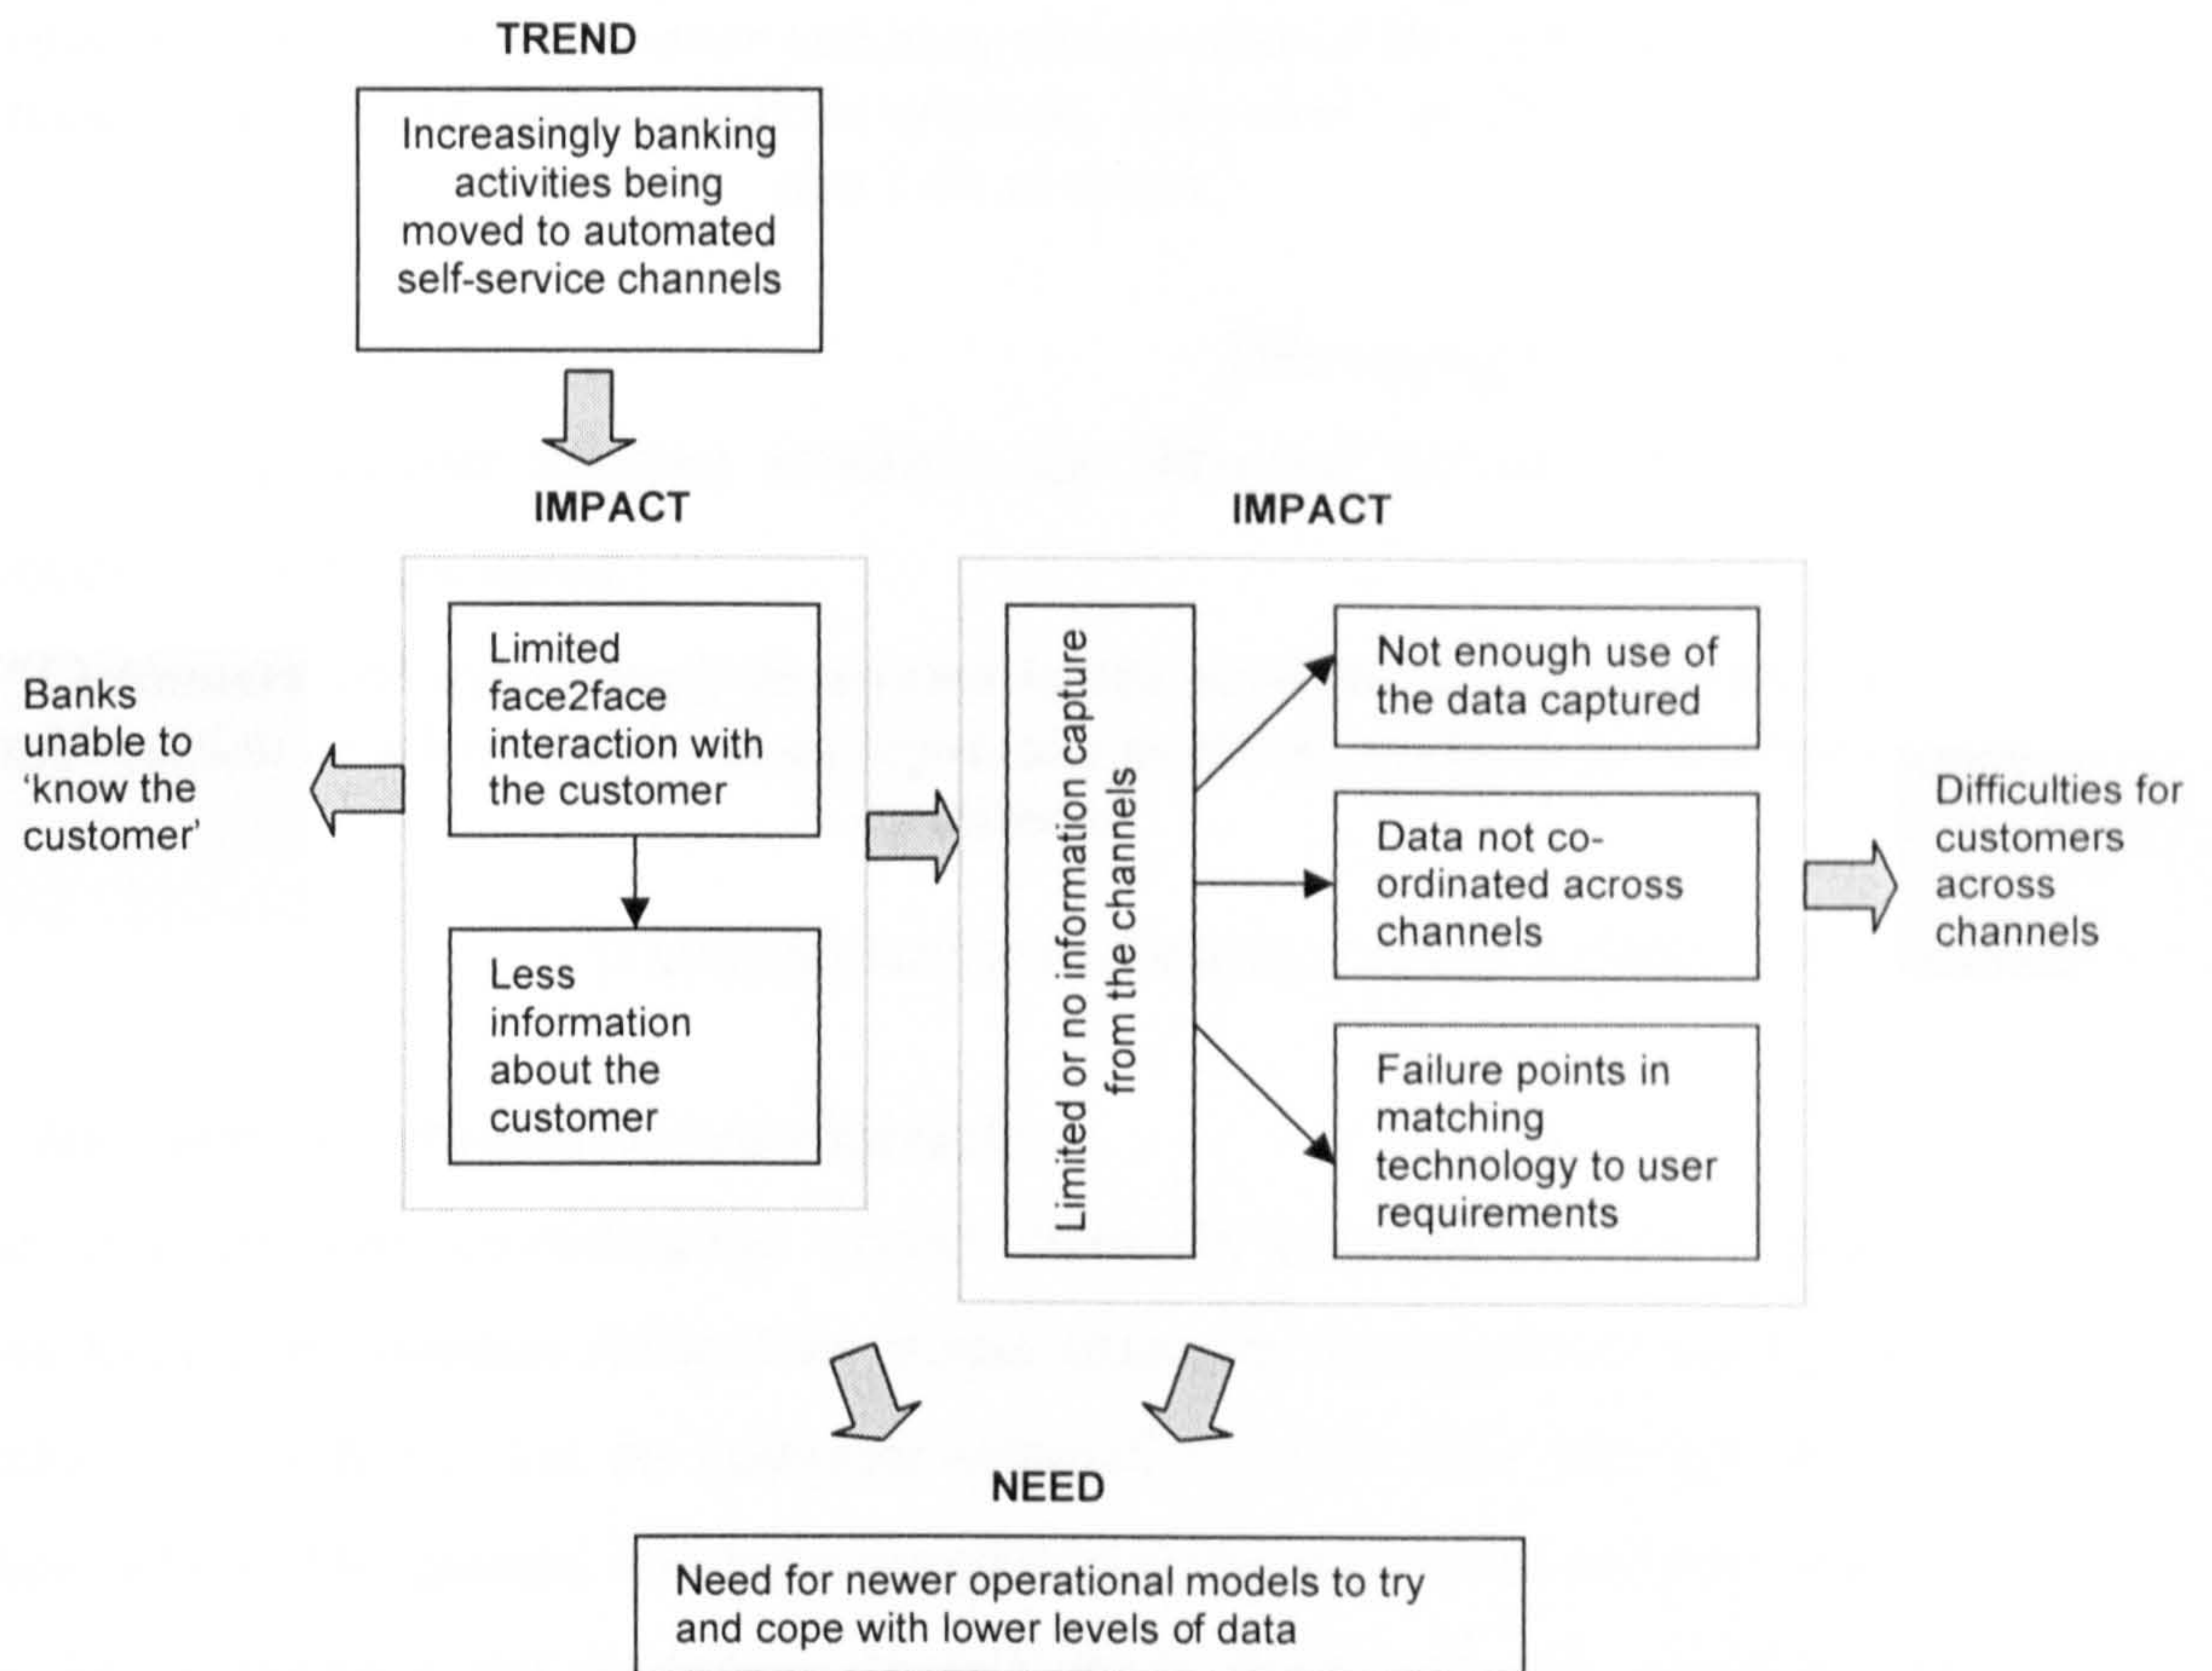 TREND
Increasingly banking
activities being
moved to automated
self-service channels
IMPACT
Banks
unable to
‘know the
customer’
Limited
face2face
interaction with
the customer
Less
information
about the
customer
IMPACT
Limited or no information capture
from the channels
Not enough use of
the data captured
Data not co-
ordinated across
channels
Failure points in
matching
technology to user
requirements
Difficulties for
customers
across
channels
NEED
Need for newer operational models to try
and cope with lower levels of data